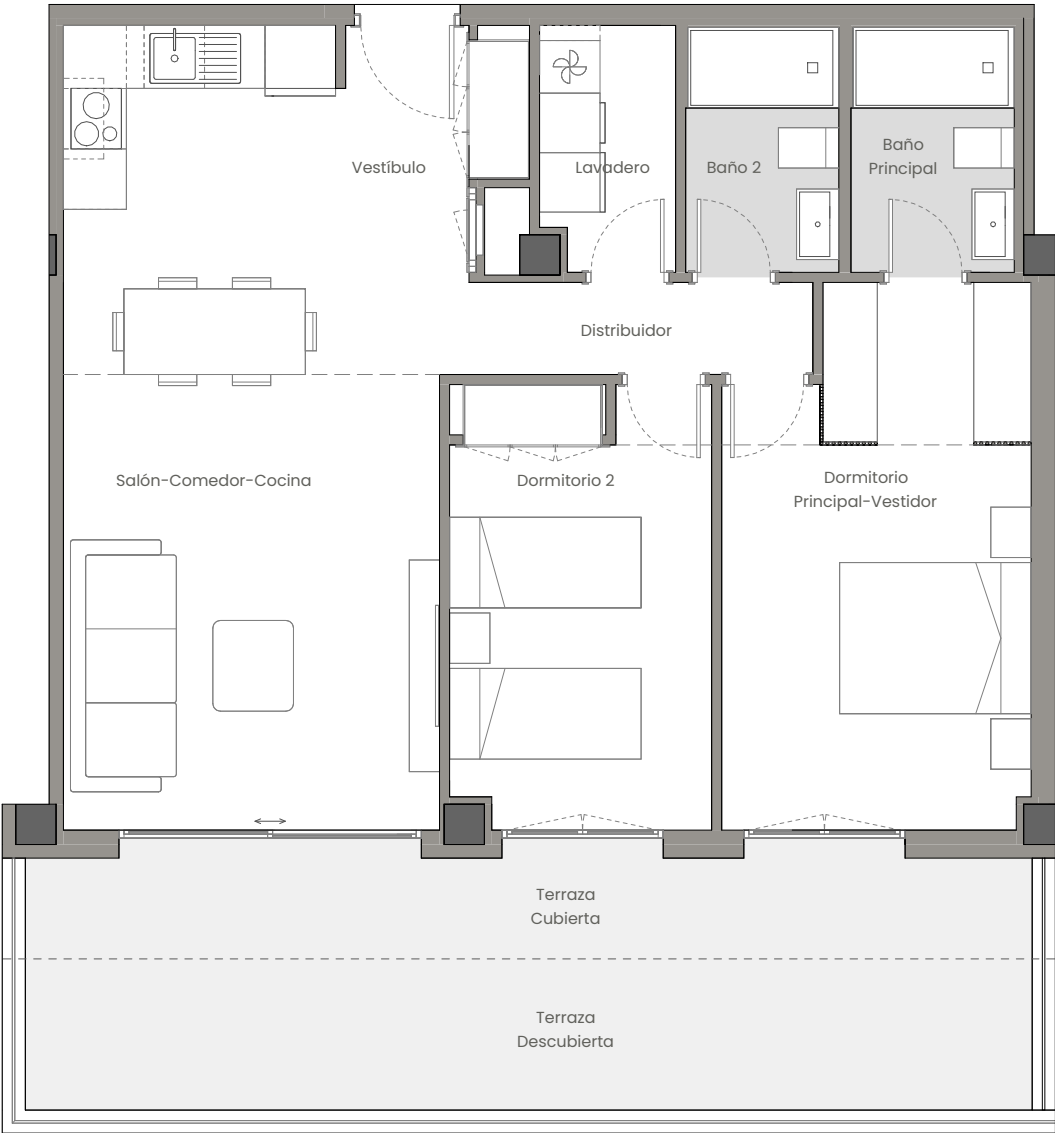 Vestíbulo
Lavadero
Baño 2
Baño
Principal
Distribuidor
Salón-Comedor-Cocina
Dormitorio 2
Dormitorio
Principal-Vestidor
Terraza
Cubierta
Terraza
Descubierta